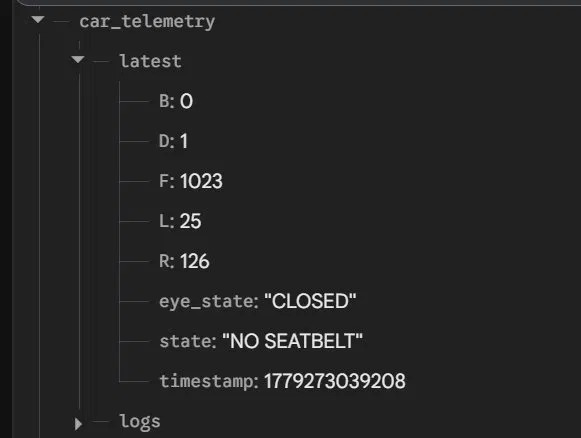 car_telemetry
latest
B: 0
D: 1
F: 1023
L: 25
R: 126
eye_state: "CLOSED"
state: "NO SEATBELT"
timestamp: 1779273039208
logs